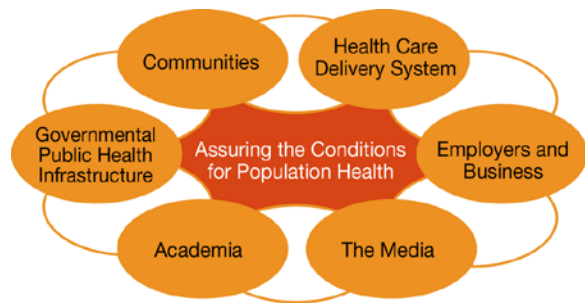 Communities
Health Care
Delivery System
Governmental
Public Health
Infrastructure
Assuring the Conditions
for Population Health
Employers and
Business
Academia
The Media